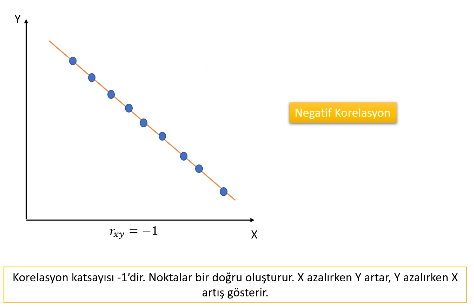 Y
Negatif Korelasyon
r_xy = −1
X
Korelasyon katsayısı -1'dir. Noktalar bir doğru oluşturur. X azalırken Y artar, Y azalırken X
artış gösterir.